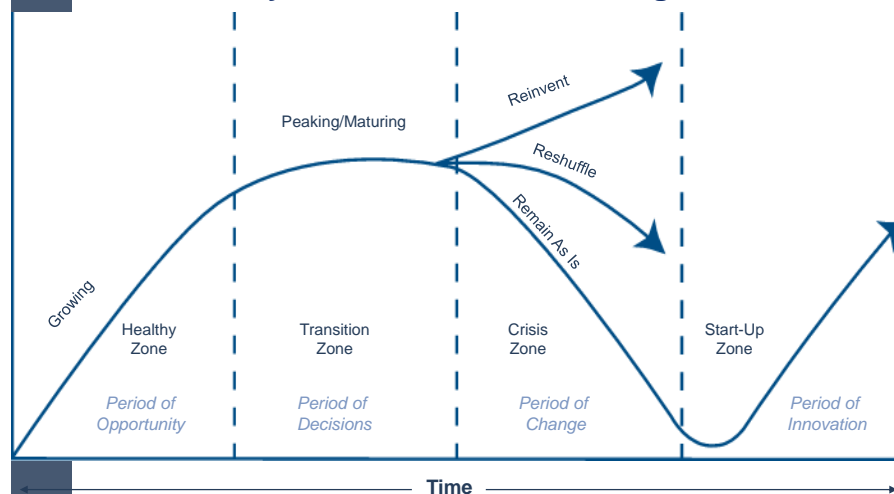 Reinvent
Peaking/Maturing
Reshuffle
Remain As Is
Growing
Healthy
Zone
Transition
Zone
Crisis
Zone
Start-Up
Zone
Period of
Opportunity
Period of
Decisions
Period of
Change
Period of
Innovation
Time